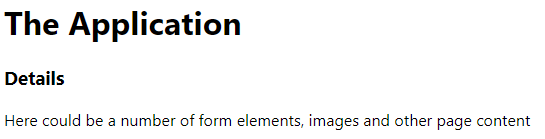 The Application
Details
Here could be a number of form elements, images and other page content